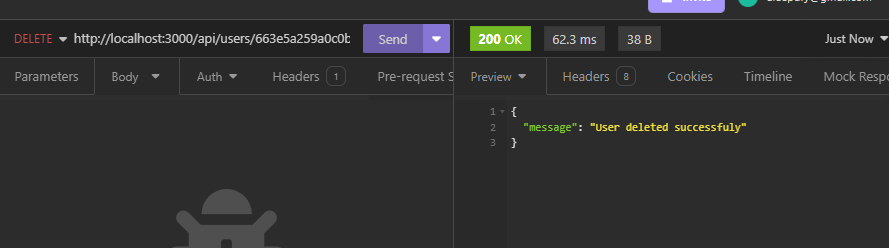 DELETE http://localhost:3000/api/users/663e5a259a0c0b Send 200 OK 62.3 ms 38 B Just Now
Parameters Body Auth Headers 1 Pre-request S Preview Headers 8 Cookies Timeline Mock Respo
1 {
2 "message": "User deleted successfuly"
3 }